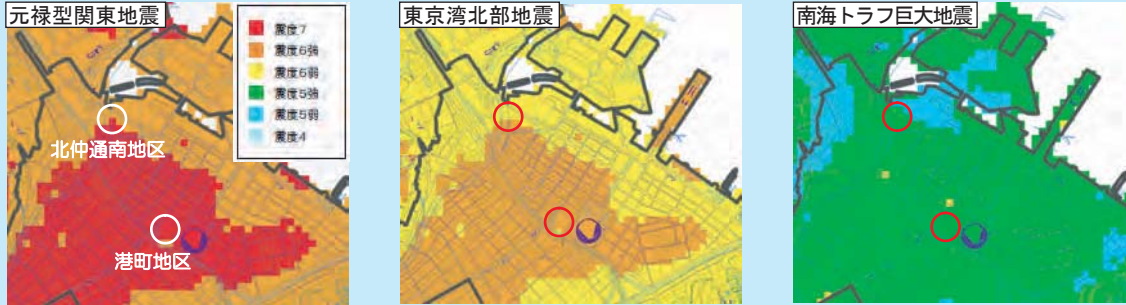 元禄型関東地震
震度7
震度6強
震度6弱
震度5強
震度5弱
震度4
北仲通南地区
港町地区
東京湾北部地震
南海トラフ巨大地震